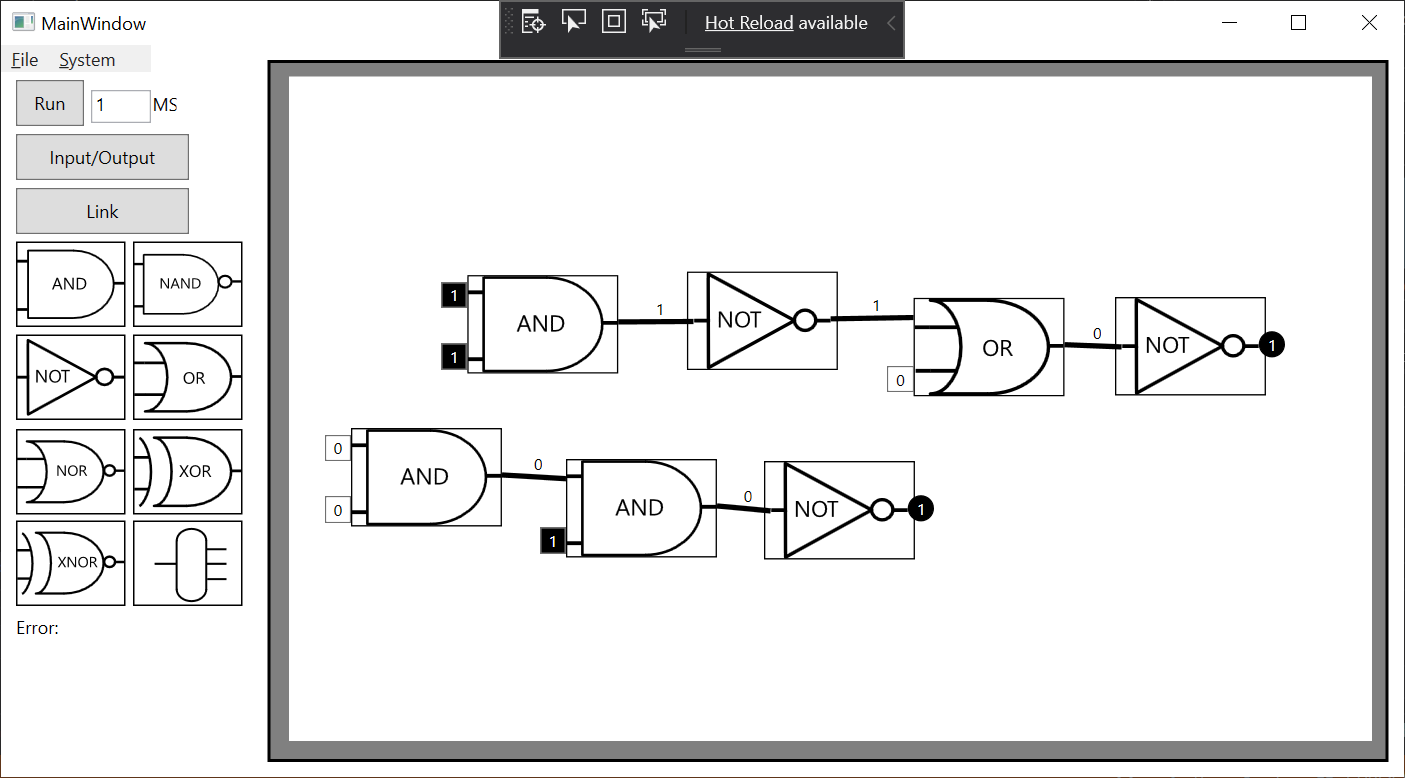 MainWindow
Hot Reload available
File System
Run 1 MS
Input/Output
Link
AND NAND
NOT OR
NOR XOR
XNOR
Error:
1 AND 1 NOT 1 OR 0 NOT 1
1 0
0 AND 0 AND 0 NOT 1
0 1